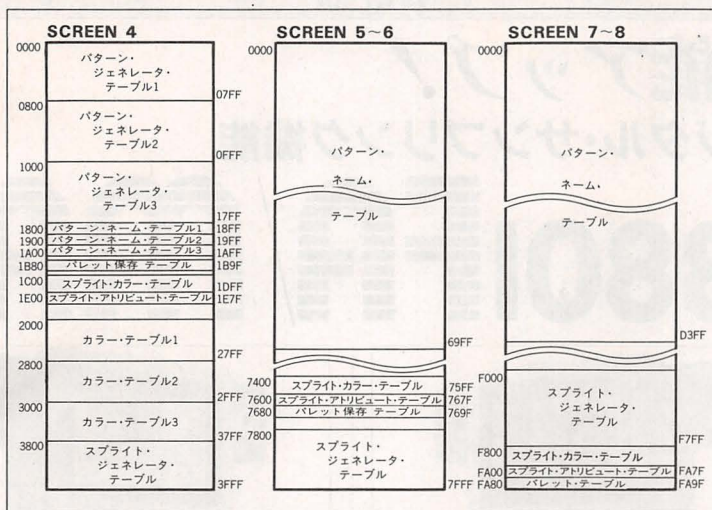 SCREEN 4
0000
パターン・
ジェネレータ・
テーブル1
07FF
0800
パターン・
ジェネレータ・
テーブル2
0FFF
1000
パターン・
ジェネレータ・
テーブル3
17FF
1800 パターン・ネーム・テーブル1 18FF
1900 パターン・ネーム・テーブル2 19FF
1A00 パターン・ネーム・テーブル3 1AFF
1B80 パレット保存 テーブル 1B9F
1C00 スプライト・カラー・テーブル 1DFF
1E00 スプライト・アトリビュート・テーブル 1E7F
2000
カラー・テーブル1
27FF
2800
カラー・テーブル2
2FFF
3000
カラー・テーブル3
37FF
3800
スプライト・
ジェネレータ・
テーブル
3FFF
SCREEN 5~6
0000
パターン・
ネーム・
テーブル
69FF
7400 スプライト・カラー・テーブル 75FF
7600 スプライト・アトリビュート・テーブル 767F
7680 パレット保存 テーブル 769F
7800
スプライト・
ジェネレータ・
テーブル
7FFF
SCREEN 7~8
0000
パターン・
ネーム・
テーブル
D3FF
F000
スプライト・
ジェネレータ・
テーブル
F7FF
F800 スプライト・カラー・テーブル
FA00 スプライト・アトリビュート・テーブル FA7F
FA80 パレット・テーブル FA9F